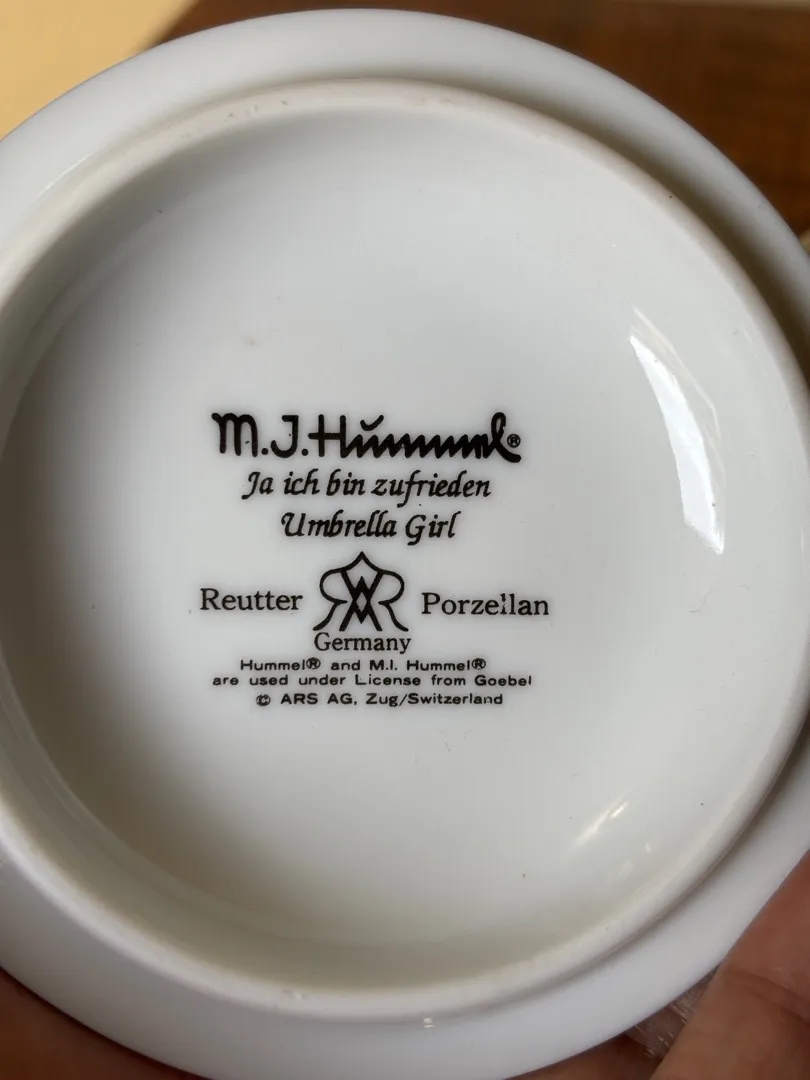 M.J.Hummel®
Ja ich bin zufrieden
Umbrella Girl
Reutter Porzellan
Germany
Hummel® and M.I. Hummel®
are used under License from Goebel
© ARS AG, Zug/Switzerland